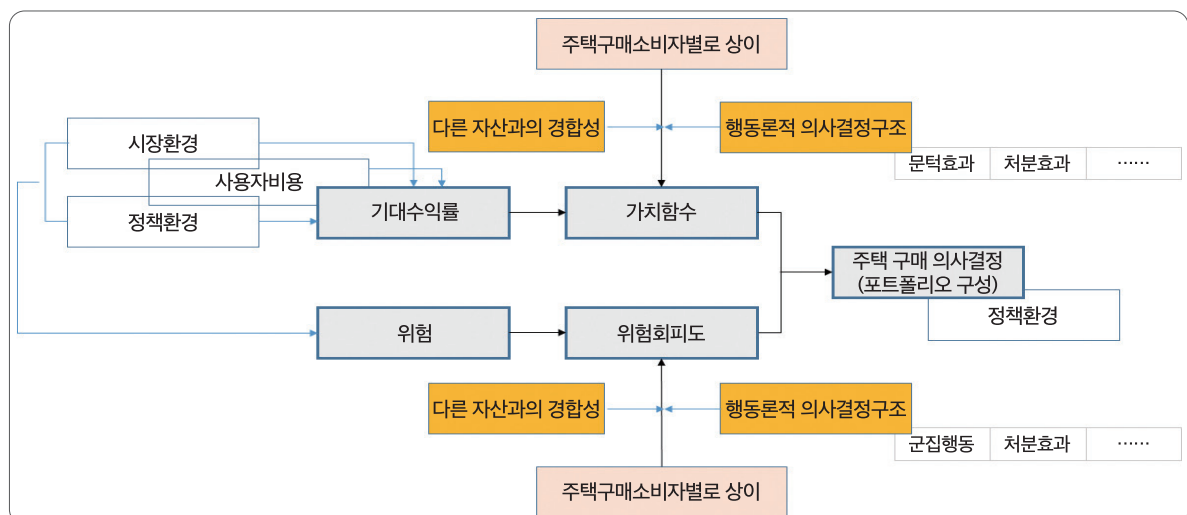 주택구매소비자별로 상이
다른 자산과의 경합성
행동론적 의사결정구조
시장환경
문턱효과
처분효과
……
사용자비용
정책환경
기대수익률
가치함수
주택 구매 의사결정
(포트폴리오 구성)
정책환경
위험
위험회피도
다른 자산과의 경합성
행동론적 의사결정구조
군집행동
처분효과
……
주택구매소비자별로 상이